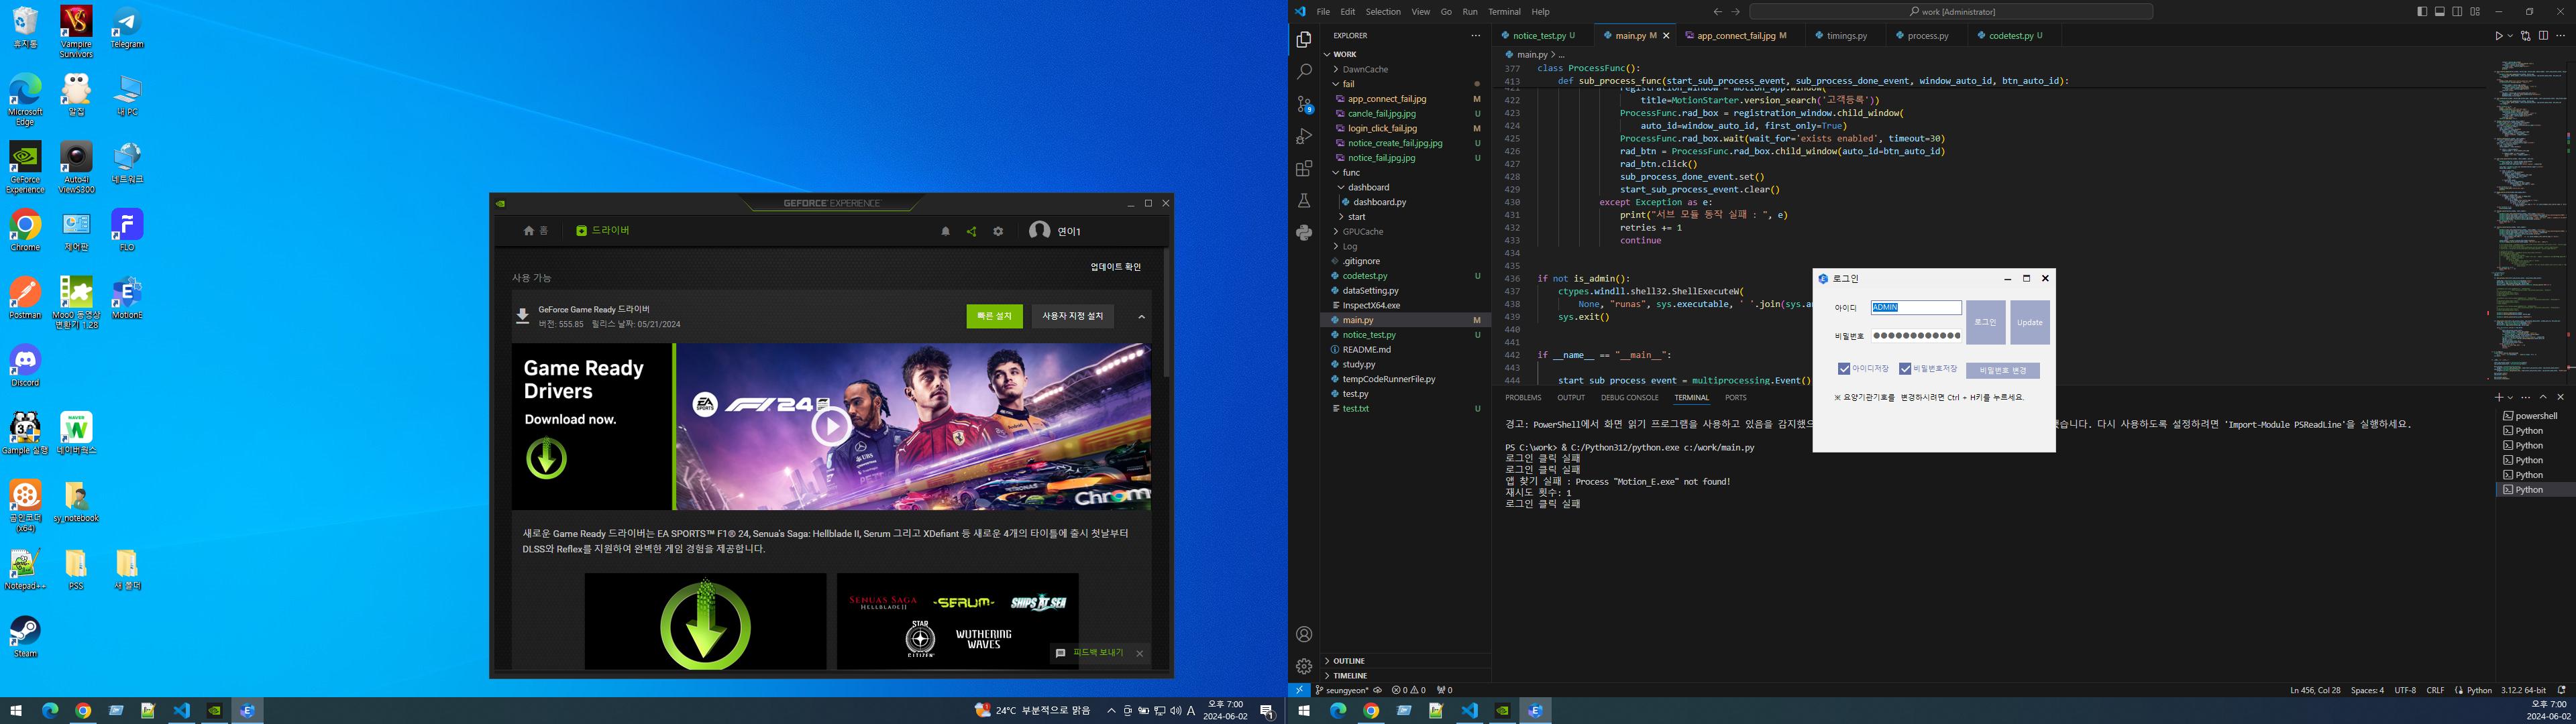 휴지통
Vampire Survivors
Telegram
Microsoft Edge
알집
내 PC
GeForce Experience
Auto4i ViewS300
네트워크
Chrome
제어판
FLO
Postman
Moo0 동영상 변환기 1.28
MotionE
Discord
Gample 실행
네이버웍스
곰인코더 (x64)
sy_notebook
Notepad++
PSS
새 폴더
Steam
GEFORCE EXPERIENCE
홈
드라이버
연이1
업데이트 확인
사용 가능
GeForce Game Ready 드라이버
버전: 555.85 릴리스 날짜: 05/21/2024
빠른 설치
사용자 지정 설치
Game Ready
Drivers
Download now.
EA SPORTS
F1 24
Chrom
새로운 Game Ready 드라이버는 EA SPORTS™ F1® 24, Senua's Saga: Hellblade II, Serum 그리고 XDefiant 등 새로운 4개의 타이틀에 출시 첫날부터
DLSS와 Reflex를 지원하여 완벽한 게임 경험을 제공합니다.
SENUA'S SAGA
HELLBLADE II
SERUM
SHIPS AT SEA
STAR CITIZEN
WUTHERING WAVES
피드백 보내기
24°C 부분적으로 맑음
A
오후 7:00
2024-06-02
1
File Edit Selection View Go Run Terminal Help
work [Administrator]
EXPLORER
WORK
DawnCache
fail
app_connect_fail.jpg M
cancle_fail.jpg.jpg U
login_click_fail.jpg M
notice_create_fail.jpg.jpg U
notice_fail.jpg.jpg U
func
dashboard
dashboard.py
start
GPUCache
Log
.gitignore
codetest.py U
dataSetting.py
InspectX64.exe
main.py M
notice_test.py U
README.md
study.py
tempCodeRunnerFile.py
test.py
test.txt U
OUTLINE
TIMELINE
notice_test.py U
main.py M
app_connect_fail.jpg M
timings.py
process.py
codetest.py U
main.py > ...
377 class ProcessFunc():
413 def sub_process_func(start_sub_process_event, sub_process_done_event, window_auto_id, btn_auto_id):
421 registration_window = motion_app.window(
422 title=MotionStarter.version_search('고객등록'))
423 ProcessFunc.rad_box = registration_window.child_window(
424 auto_id=window_auto_id, first_only=True)
425 ProcessFunc.rad_box.wait(wait_for='exists enabled', timeout=30)
426 rad_btn = ProcessFunc.rad_box.child_window(auto_id=btn_auto_id)
427 rad_btn.click()
428 sub_process_done_event.set()
429 start_sub_process_event.clear()
430 except Exception as e:
431 print("서브 모듈 동작 실패 : ", e)
432 retries += 1
433 continue
434
435
436 if not is_admin():
437 ctypes.windll.shell32.ShellExecuteW(
438 None, "runas", sys.executable, ' '.join(sys.a
439 sys.exit()
440
441
442 if __name__ == "__main__":
443
444 start_sub_process_event = multiprocessing.Event()
로그인
아이디
ADMIN
로그인
Update
비밀번호
아이디저장
비밀번호저장
비밀번호 변경
※ 요양기관기호를 변경하시려면 Ctrl + H키를 누르세요.
PROBLEMS OUTPUT DEBUG CONSOLE TERMINAL PORTS
경고: PowerShell에서 화면 읽기 프로그램을 사용하고 있음을 감지했으 했습니다. 다시 사용하도록 설정하려면 'Import-Module PSReadLine'을 실행하세요.
PS C:\work> & C:/Python312/python.exe c:/work/main.py
로그인 클릭 실패
로그인 클릭 실패
앱 찾기 실패 : Process "Motion_E.exe" not found!
재시도 횟수: 1
로그인 클릭 실패
powershell
Python
Python
Python
Python
Python
9
seungyeon*
0 0
0
Ln 456, Col 28
Spaces: 4
UTF-8
CRLF
Python
3.12.2 64-bit
오후 7:00
2024-06-02